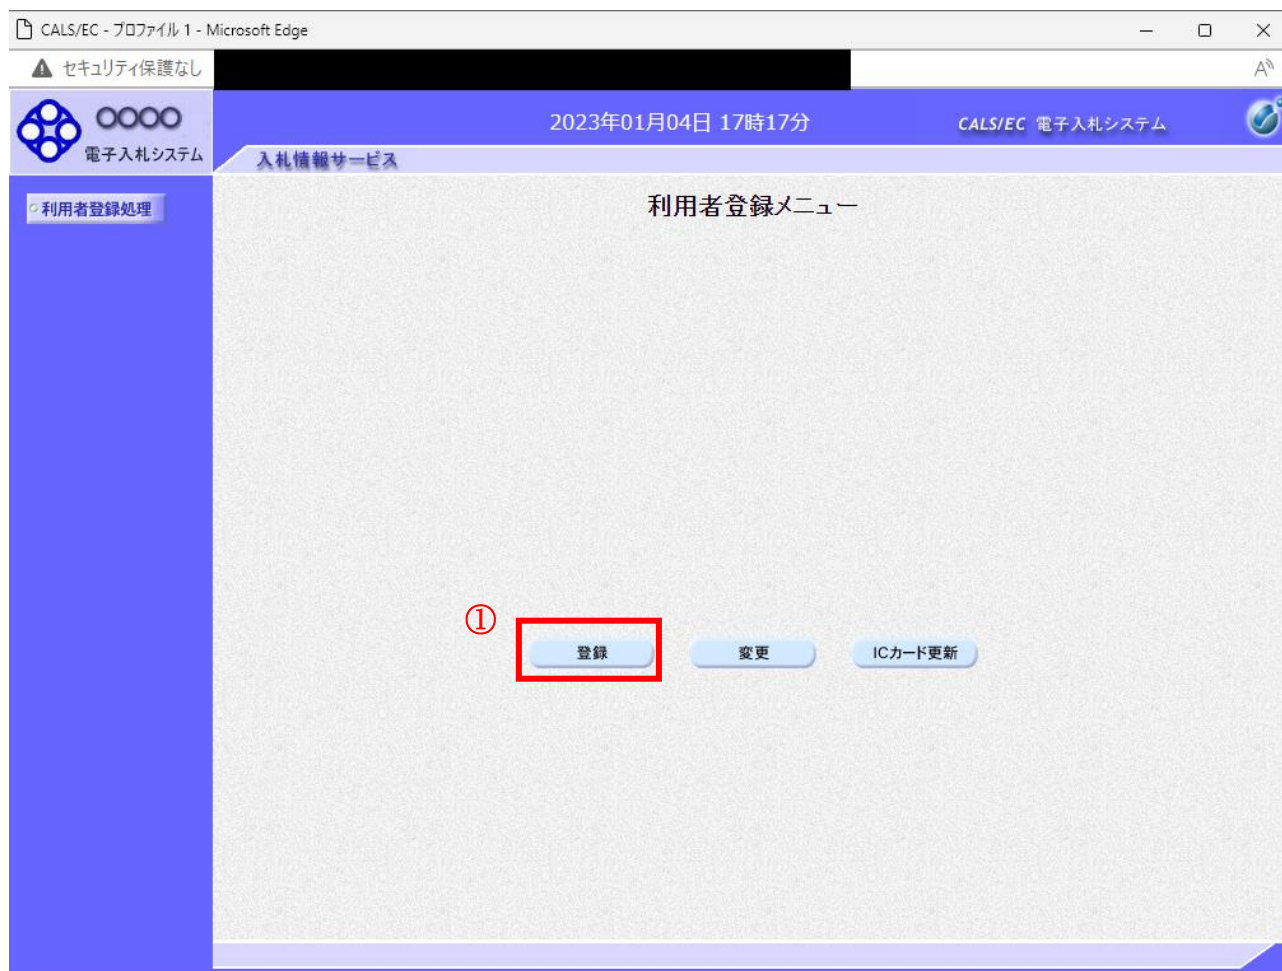 CALS/EC - プロファイル 1 - Microsoft Edge
セキュリティ保護なし
〇〇〇〇
電子入札システム
2023年01月04日 17時17分
CALS/EC 電子入札システム
入札情報サービス
利用者登録処理
利用者登録メニュー
①
登録
変更
ICカード更新